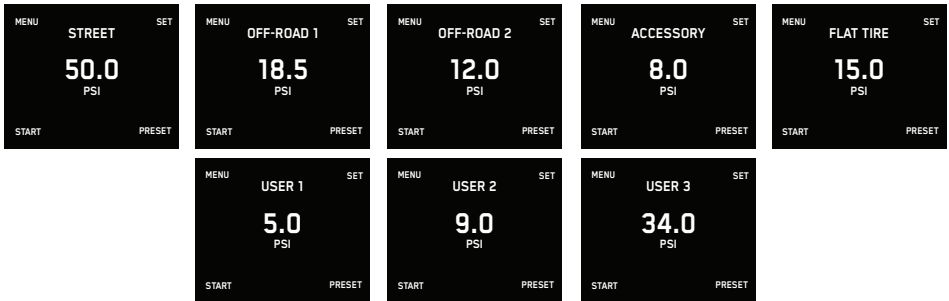 MENU SET
STREET
50.0
PSI
START PRESET
MENU SET
OFF-ROAD 1
18.5
PSI
START PRESET
MENU SET
OFF-ROAD 2
12.0
PSI
START PRESET
MENU SET
ACCESSORY
8.0
PSI
START PRESET
MENU SET
FLAT TIRE
15.0
PSI
START PRESET
MENU SET
USER 1
5.0
PSI
START PRESET
MENU SET
USER 2
9.0
PSI
START PRESET
MENU SET
USER 3
34.0
PSI
START PRESET